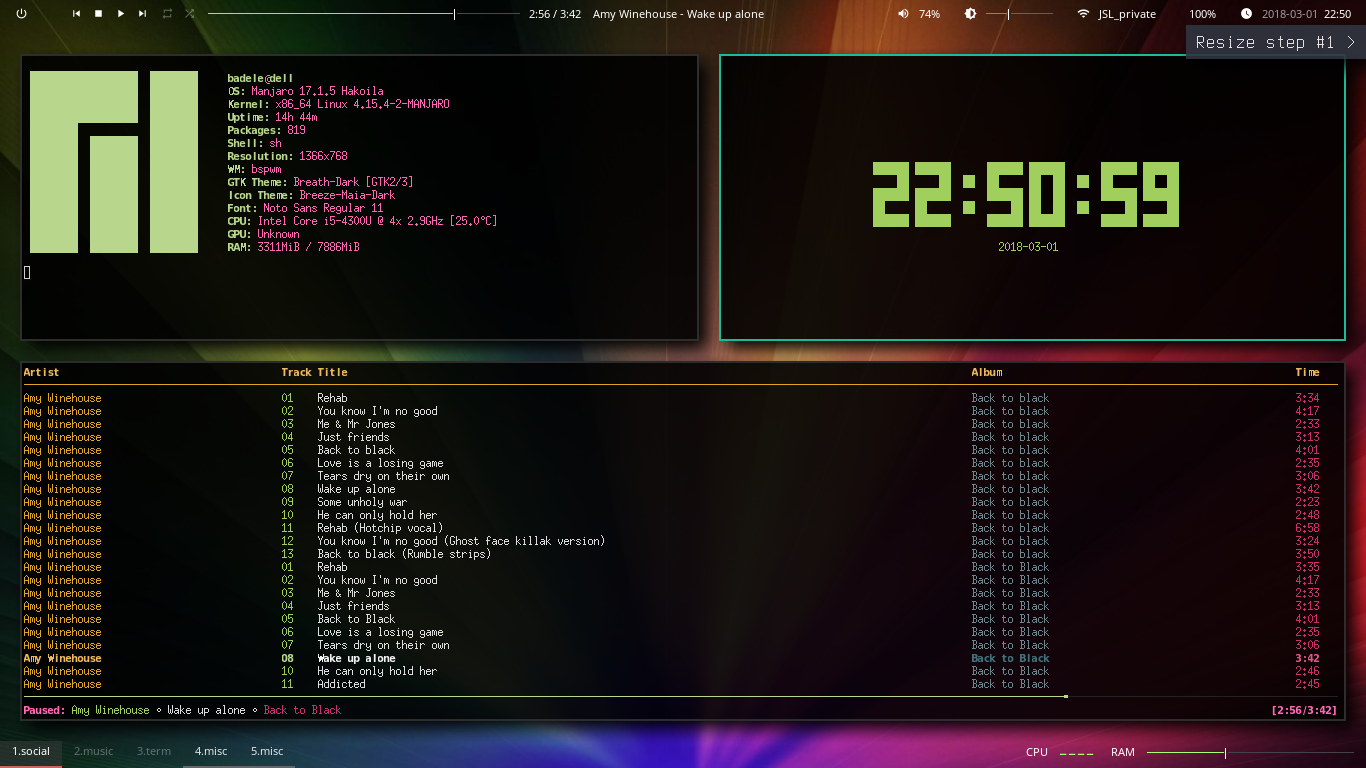 2:56 / 3:42 Amy Winehouse - Wake up alone 74% JSL_private 100% 2018-03-01 22:50
Resize step #1 >
badele@dell
OS: Manjaro 17.1.5 Hakoila
Kernel: x86_64 Linux 4.15.4-2-MANJARO
Uptime: 14h 44m
Packages: 819
Shell: sh
Resolution: 1366x768
WM: bspwm
GTK Theme: Breath-Dark [GTK2/3]
Icon Theme: Breeze-Maia-Dark
Font: Noto Sans Regular 11
CPU: Intel Core i5-4300U @ 4x 2.9GHz [25.0°C]
GPU: Unknown
RAM: 3311MiB / 7886MiB
22:50:59
2018-03-01
Artist Track Title Album Time
Amy Winehouse 01 Rehab Back to black 3:34
Amy Winehouse 02 You know I'm no good Back to black 4:17
Amy Winehouse 03 Me & Mr Jones Back to black 2:33
Amy Winehouse 04 Just friends Back to black 3:13
Amy Winehouse 05 Back to black Back to black 4:01
Amy Winehouse 06 Love is a losing game Back to black 2:35
Amy Winehouse 07 Tears dry on their own Back to black 3:06
Amy Winehouse 08 Wake up alone Back to black 3:42
Amy Winehouse 09 Some unholy war Back to black 2:23
Amy Winehouse 10 He can only hold her Back to black 2:48
Amy Winehouse 11 Rehab (Hotchip vocal) Back to black 6:58
Amy Winehouse 12 You know I'm no good (Ghost face killak version) Back to black 3:24
Amy Winehouse 13 Back to black (Rumble strips) Back to black 3:50
Amy Winehouse 01 Rehab Back to Black 3:35
Amy Winehouse 02 You know I'm no good Back to Black 4:17
Amy Winehouse 03 Me & Mr Jones Back to Black 2:33
Amy Winehouse 04 Just friends Back to Black 3:13
Amy Winehouse 05 Back to Black Back to Black 4:01
Amy Winehouse 06 Love is a losing game Back to Black 2:35
Amy Winehouse 07 Tears dry on their own Back to Black 3:06
Amy Winehouse 08 Wake up alone Back to Black 3:42
Amy Winehouse 10 He can only hold her Back to Black 2:46
Amy Winehouse 11 Addicted Back to Black 2:45
Paused: Amy Winehouse ⋄ Wake up alone ⋄ Back to Black [2:56/3:42]
1.social 2.music 3.term 4.misc 5.misc CPU RAM